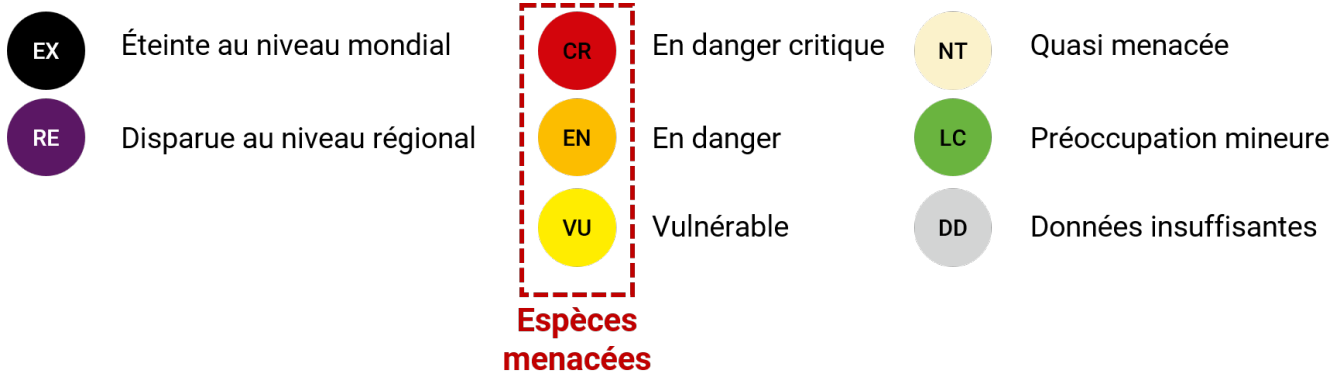 EX Éteinte au niveau mondial
RE Disparue au niveau régional
CR En danger critique
EN En danger
VU Vulnérable
Espèces
menacées
NT Quasi menacée
LC Préoccupation mineure
DD Données insuffisantes